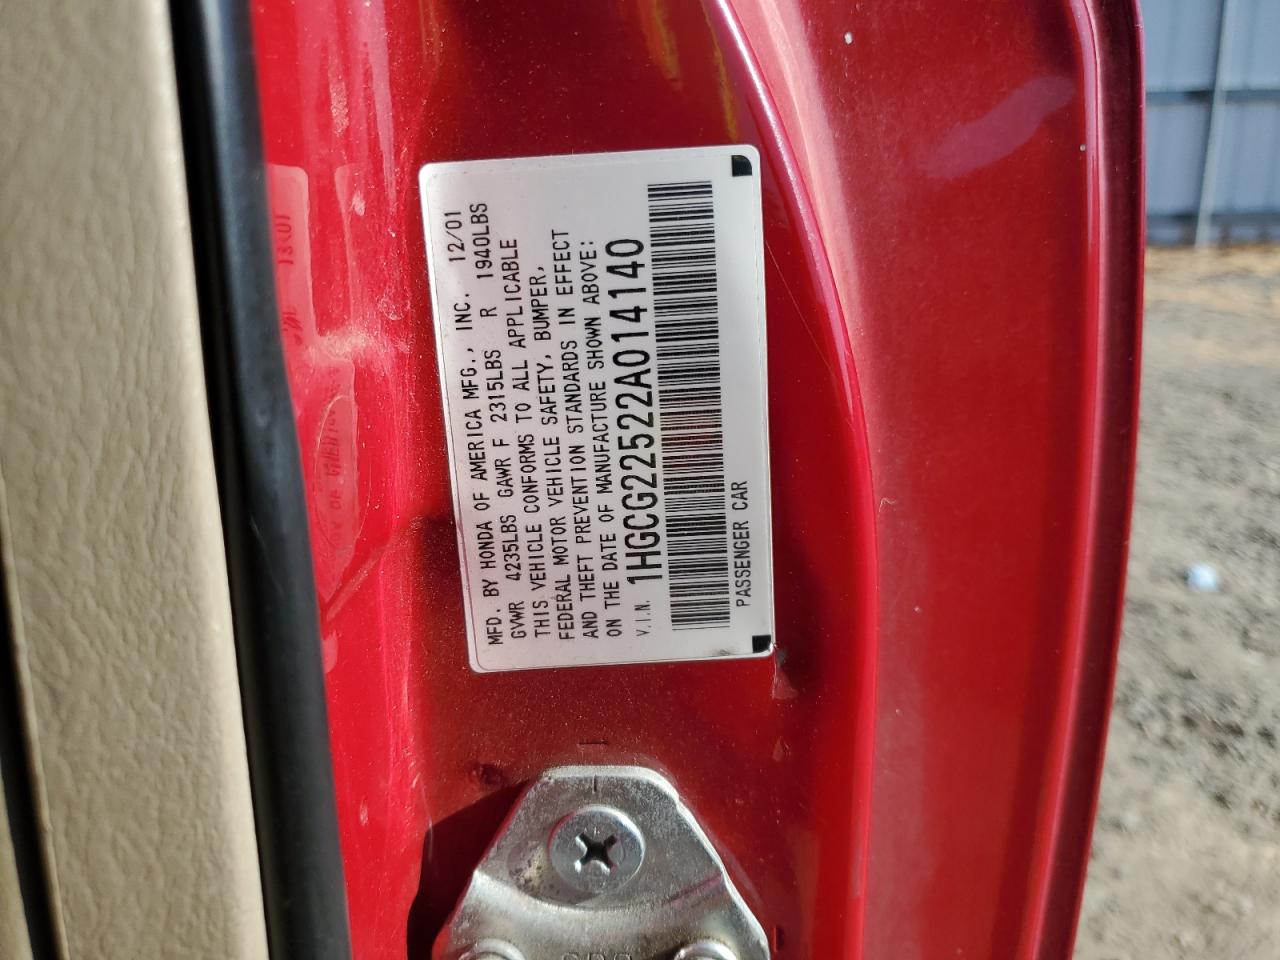 MFD. BY HONDA OF AMERICA MFG., INC. 12/01
GVWR 4235LBS GAWR F 2315LBS R 1940LBS
THIS VEHICLE CONFORMS TO ALL APPLICABLE
FEDERAL MOTOR VEHICLE SAFETY, BUMPER,
AND THEFT PREVENTION STANDARDS IN EFFECT
ON THE DATE OF MANUFACTURE SHOWN ABOVE:
V.I.N. 1HGCG22522A014140
PASSENGER CAR